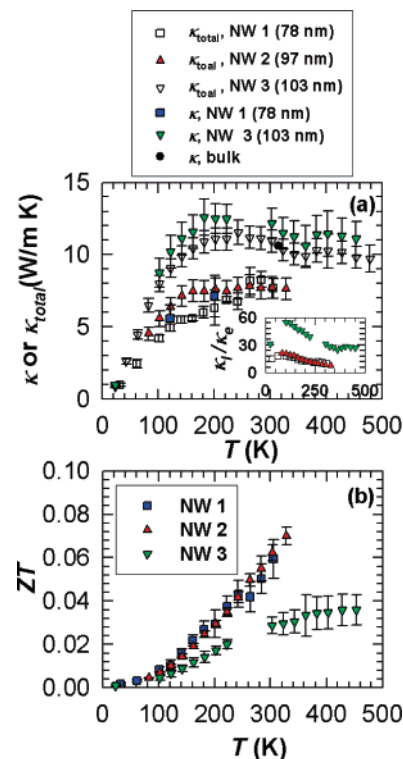 κtotal, NW 1 (78 nm)
κtoal, NW 2 (97 nm)
κtoal, NW 3 (103 nm)
κ, NW 1 (78 nm)
κ, NW 3 (103 nm)
κ, bulk
κ or κtotal(W/m K)
15
10
5
0
(a)
κl/κe
60
30
0
0 250 500
0 100 200 300 400 500
T (K)
ZT
0.10
0.08
0.06
0.04
0.02
0.00
(b)
NW 1
NW 2
NW 3
0 100 200 300 400 500
T (K)